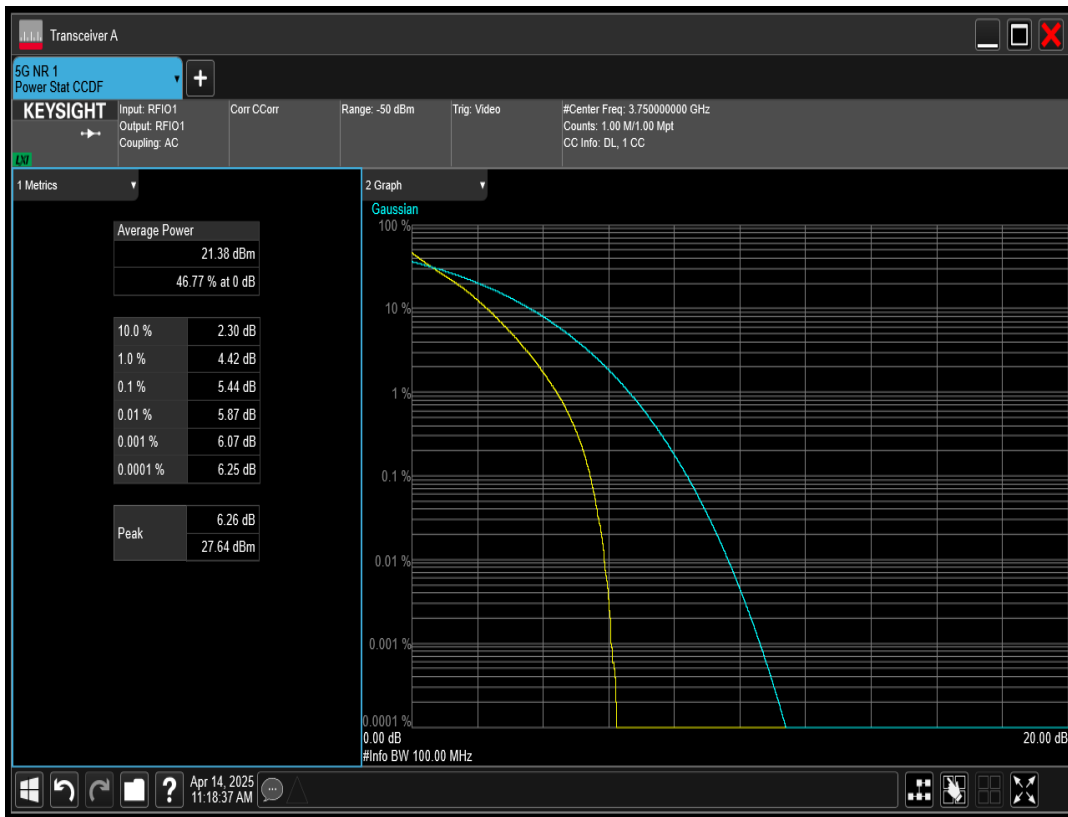 Transceiver A
5G NR 1
Power Stat CCDF
+
KEYSIGHT
LXI
Input: RFIO1
Output: RFIO1
Coupling: AC
Corr CCorr
Range: -50 dBm
Trig: Video
#Center Freq: 3.750000000 GHz
Counts: 1.00 M/1.00 Mpt
CC Info: DL, 1 CC
1 Metrics
Average Power
21.38 dBm
46.77 % at 0 dB
10.0 % 2.30 dB
1.0 % 4.42 dB
0.1 % 5.44 dB
0.01 % 5.87 dB
0.001 % 6.07 dB
0.0001 % 6.25 dB
Peak
6.26 dB
27.64 dBm
2 Graph
Gaussian
100 %
10 %
1 %
0.1 %
0.01 %
0.001 %
0.0001 %
0.00 dB 20.00 dB
#Info BW 100.00 MHz
?
Apr 14, 2025
11:18:37 AM